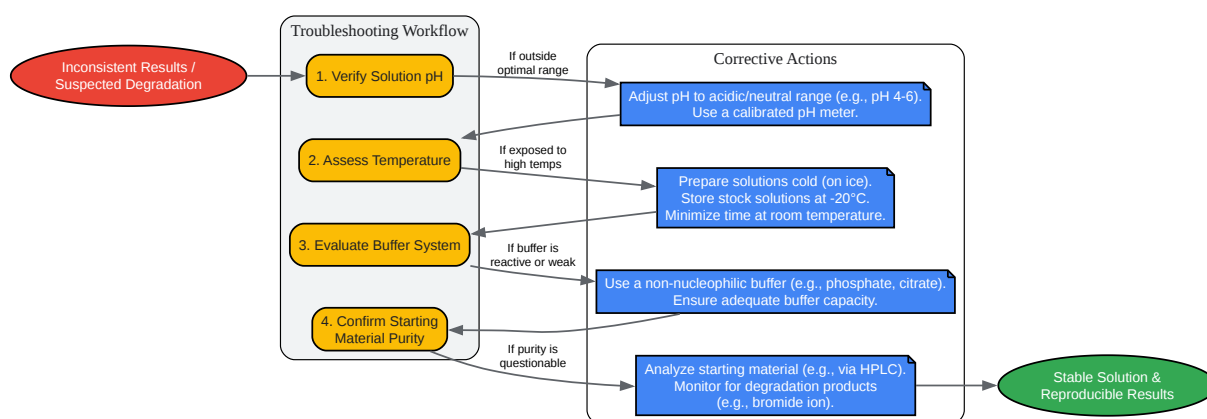 Troubleshooting Workflow
Corrective Actions
Inconsistent Results /
Suspected Degradation
1. Verify Solution pH
If outside
optimal range
Adjust pH to acidic/neutral range (e.g., pH 4-6).
Use a calibrated pH meter.
2. Assess Temperature
If exposed to
high temps
Prepare solutions cold (on ice).
Store stock solutions at -20°C.
Minimize time at room temperature.
3. Evaluate Buffer System
If buffer is
reactive or weak
Use a non-nucleophilic buffer (e.g., phosphate, citrate).
Ensure adequate buffer capacity.
4. Confirm Starting
Material Purity
If purity is
questionable
Analyze starting material (e.g., via HPLC).
Monitor for degradation products
(e.g., bromide ion).
Stable Solution &
Reproducible Results